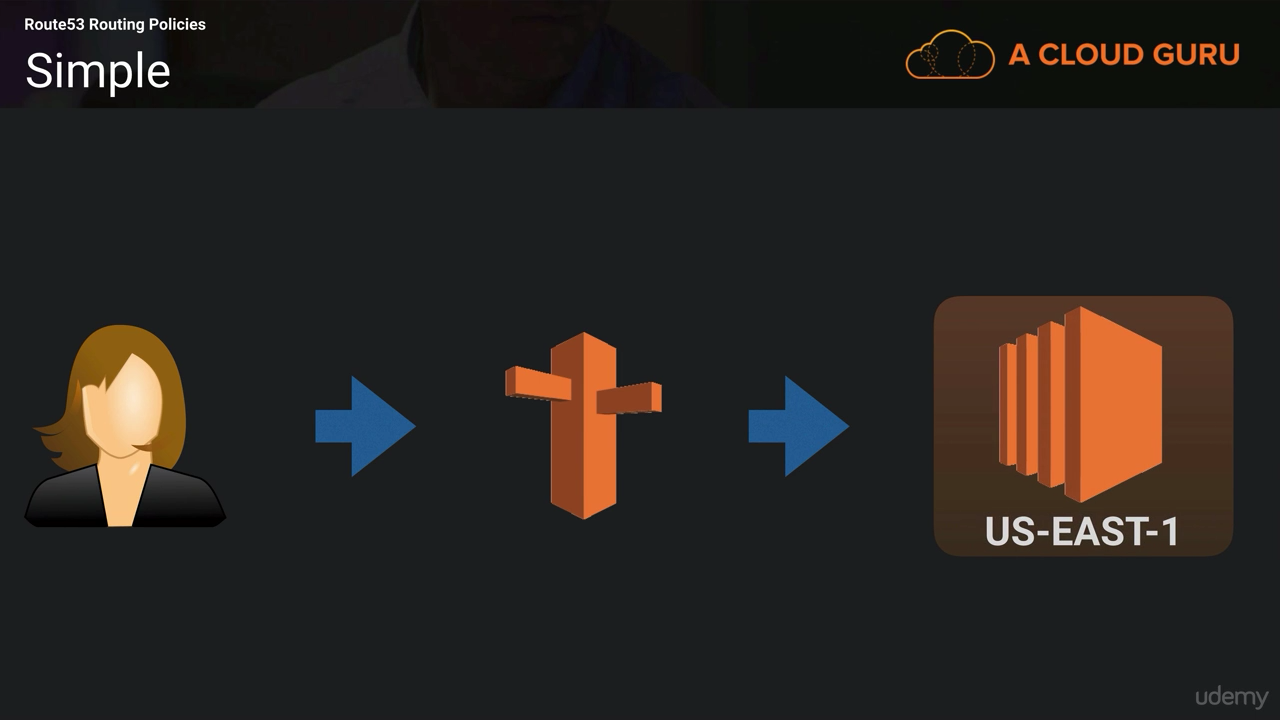 Route53 Routing Policies
Simple
A CLOUD GURU
US-EAST-1
udemy